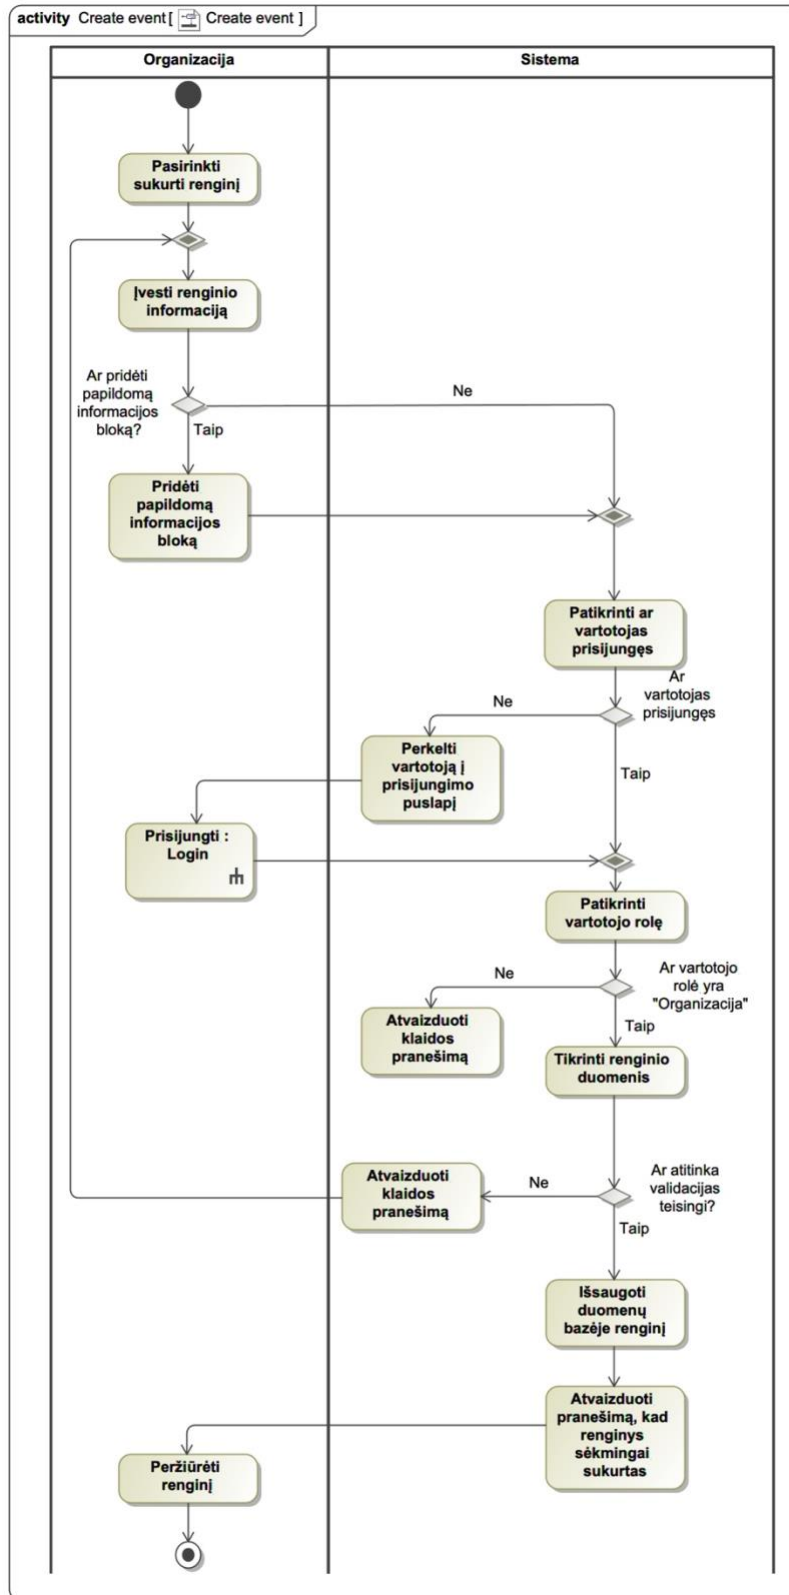 activity Create event [ Create event ]
Organizacija
Sistema
Pasirinkti
sukurti renginį
Įvesti renginio
informaciją
Ar pridėti
papildomą
informacijos
bloką?
Ne
Taip
Pridėti
papildomą
informacijos
bloką
Patikrinti ar
vartotojas
prisijungęs
Ar
vartotojas
prisijungęs
Ne
Taip
Perkelti
vartotoją į
prisijungimo
puslapį
Prisijungti :
Login
Patikrinti
vartotojo rolę
Ar vartotojo
rolė yra
"Organizacija"
Ne
Taip
Atvaizduoti
klaidos
pranešimą
Tikrinti renginio
duomenis
Ar atitinka
validacijas
teisingi?
Ne
Taip
Atvaizduoti
klaidos
pranešimą
Išsaugoti
duomenų
bazėje renginį
Atvaizduoti
pranešimą, kad
renginys
sėkmingai
sukurtas
Peržiūrėti
renginį